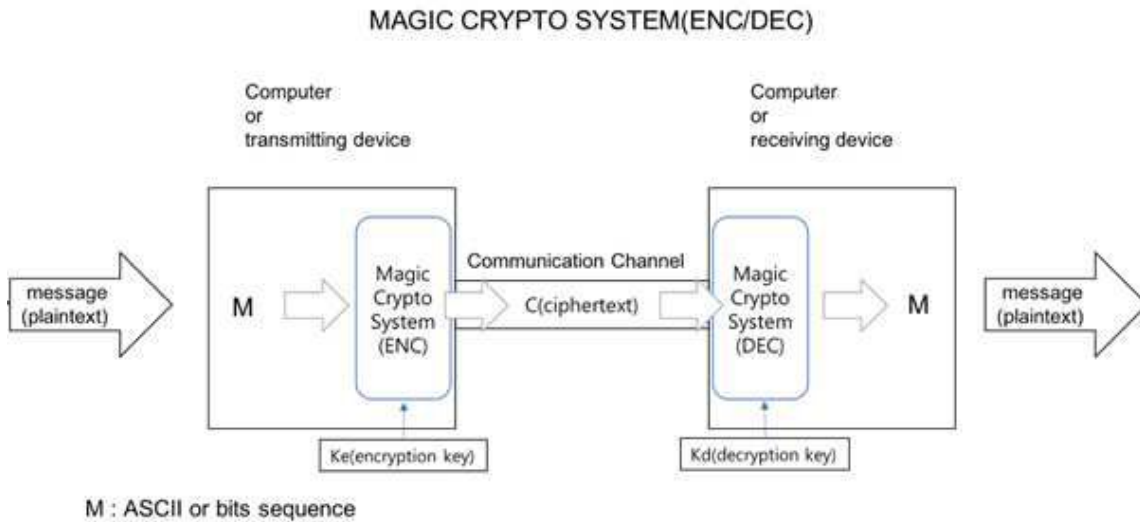 MAGIC CRYPTO SYSTEM(ENC/DEC)
Computer
or
transmitting device
Computer
or
receiving device
message
(plaintext)
M
Magic
Crypto
System
(ENC)
Communication Channel
C(ciphertext)
Magic
Crypto
System
(DEC)
M
message
(plaintext)
Ke(encryption key)
Kd(decryption key)
M : ASCII or bits sequence